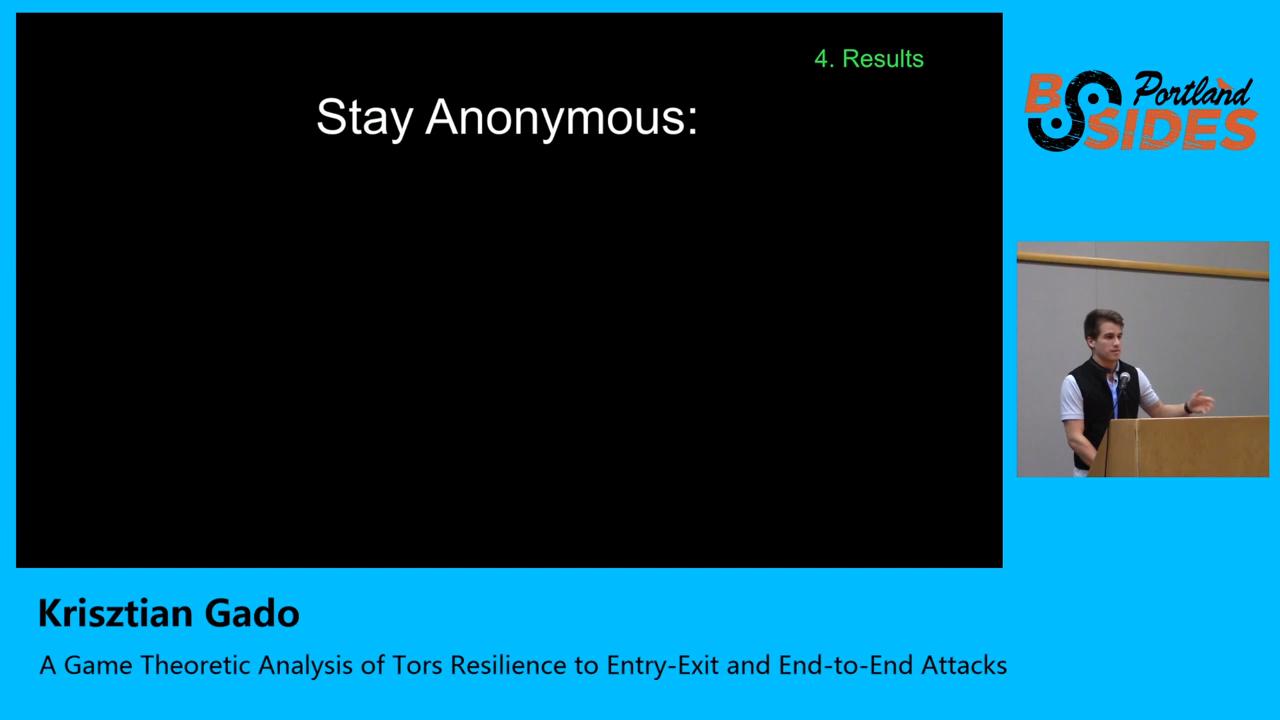 4. Results
Stay Anonymous:
BSIDES Portland
Krisztian Gado
A Game Theoretic Analysis of Tors Resilience to Entry-Exit and End-to-End Attacks